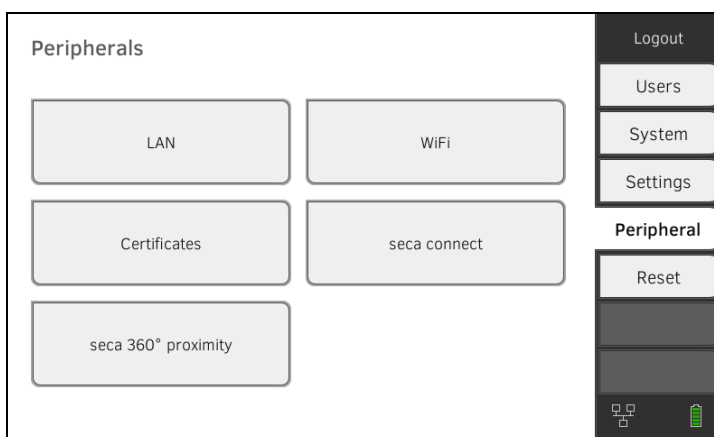 Peripherals
LAN
WiFi
Certificates
seca connect
seca 360° proximity
Logout
Users
System
Settings
Peripheral
Reset